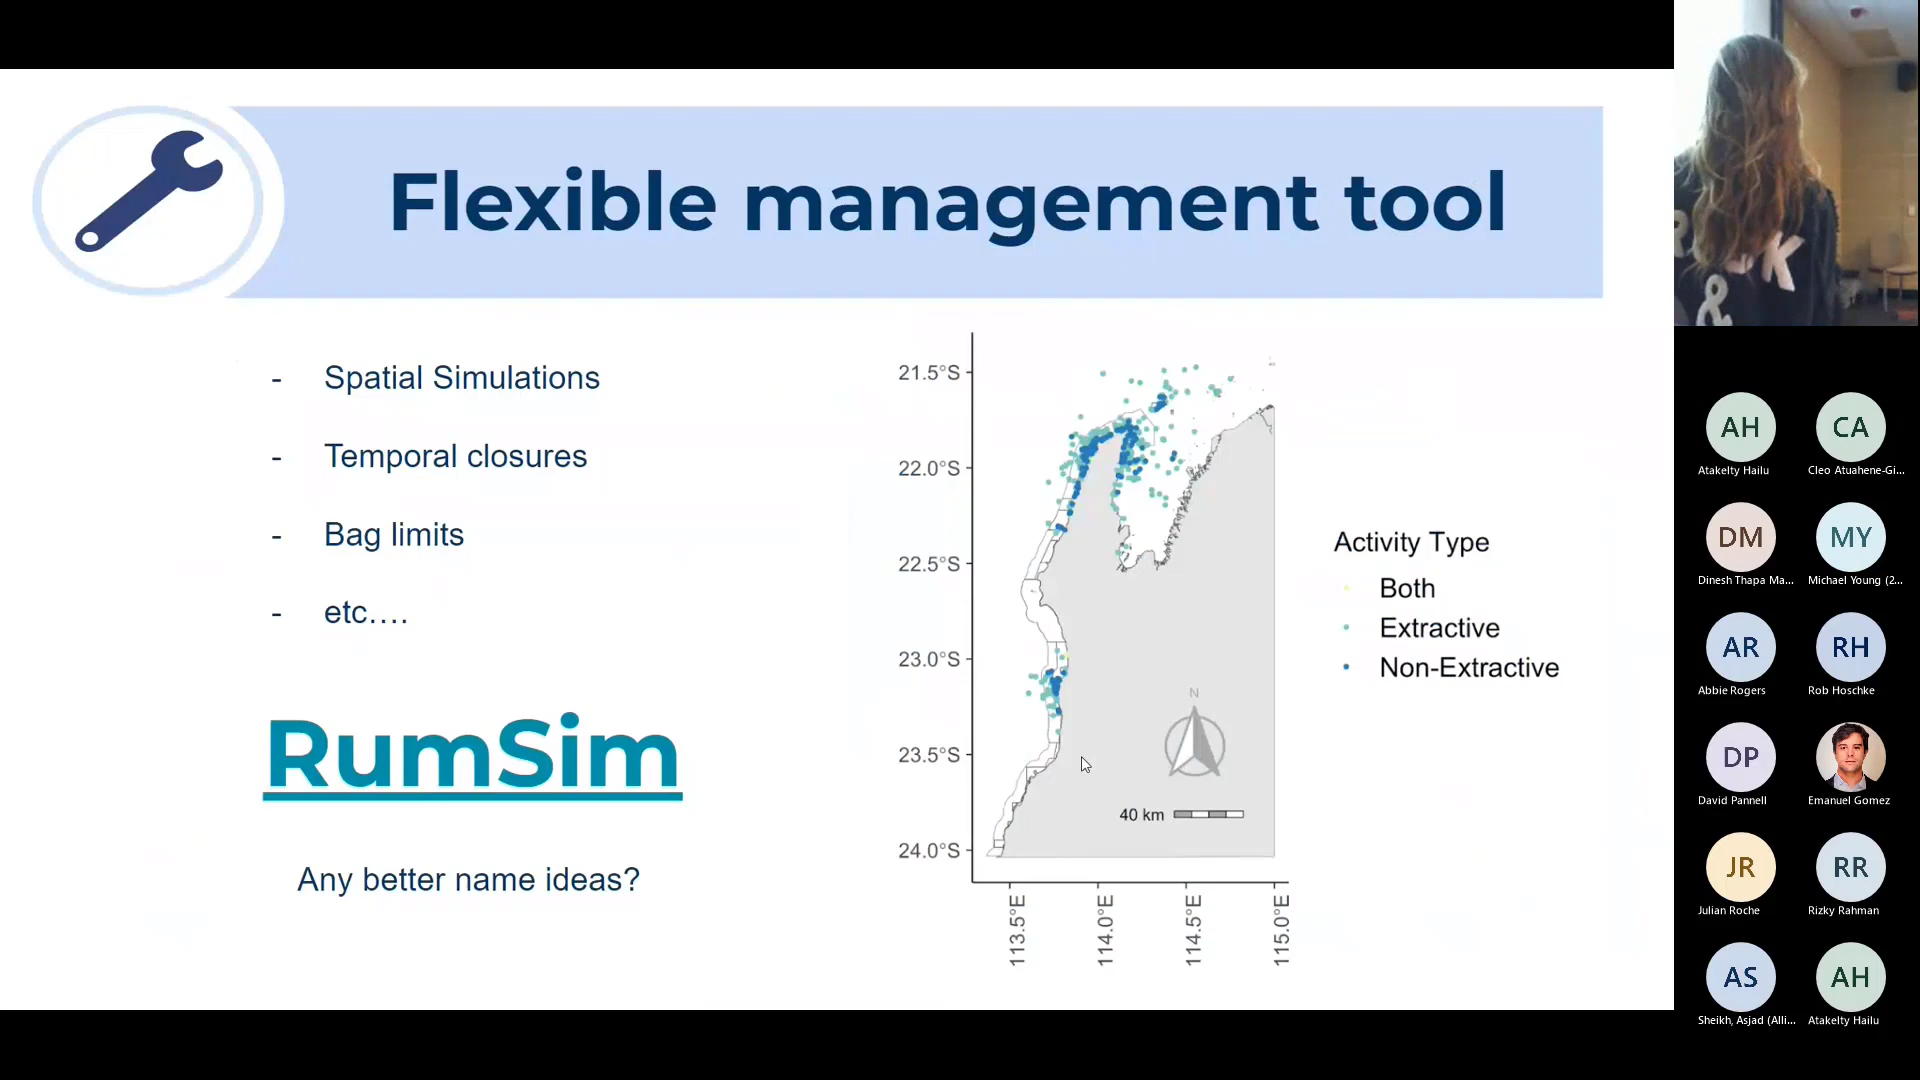 Flexible management tool
- Spatial Simulations
- Temporal closures
- Bag limits
- etc....
RumSim
Any better name ideas?
21.5°S
22.0°S
22.5°S
23.0°S
23.5°S
24.0°S
113.5°E
114.0°E
114.5°E
115.0°E
N
40 km
Activity Type
Both
Extractive
Non-Extractive
K
&
AH
Atakelty Hailu
CA
Cleo Atuahene-Gi...
DM
Dinesh Thapa Ma...
MY
Michael Young (2...
AR
Abbie Rogers
RH
Rob Hoschke
DP
David Pannell
Emanuel Gomez
JR
Julian Roche
RR
Rizky Rahman
AS
Sheikh, Asjad (Alli...
AH
Atakelty Hailu